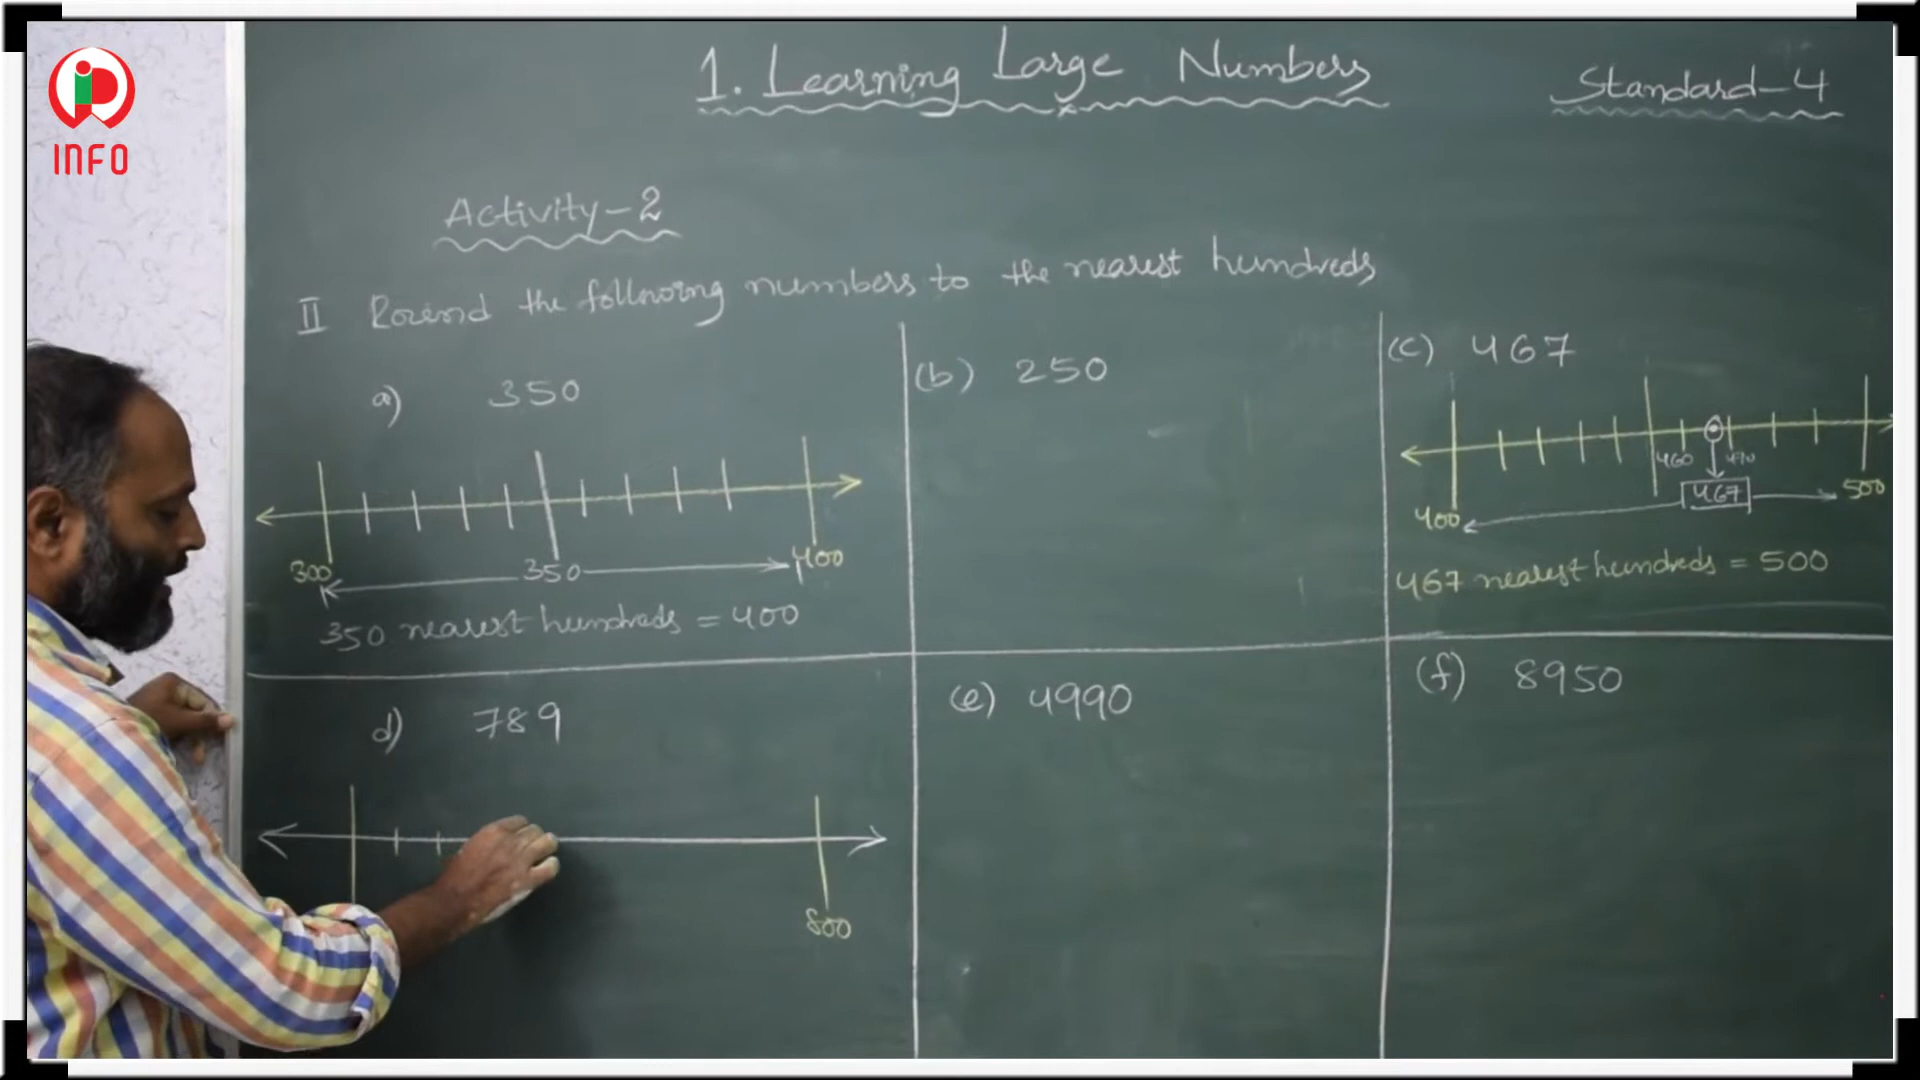 INFO
1. Learning Large Numbers
Standard-4
Activity-2
II Round the following numbers to the nearest hundreds
a) 350
300
350
400
350 nearest hundreds = 400
(b) 250
(c) 467
460
470
467
400
500
467 nearest hundreds = 500
d) 789
800
(e) 4990
(f) 8950